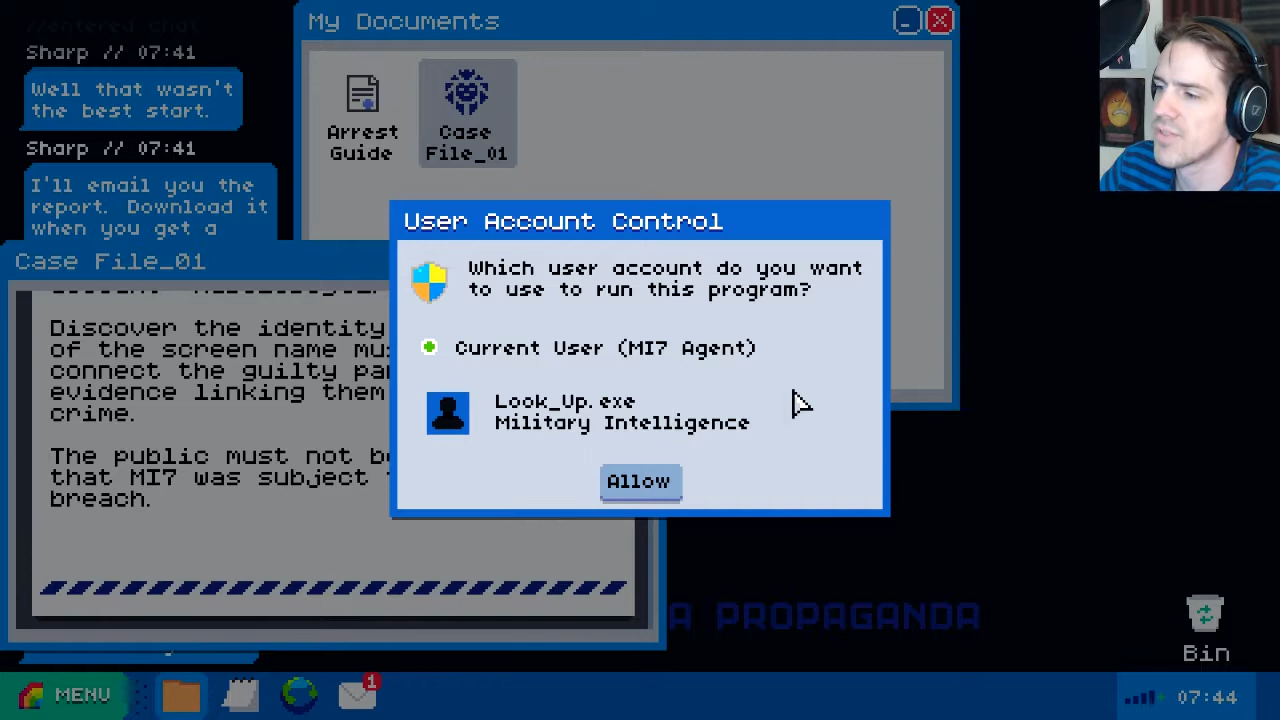 //entered chat
Sharp // 07:41
Well that wasn't
the best start.
Sharp // 07:41
I'll email you the
report. Download it
when you get a
My Documents
Arrest
Guide
Case
File_01
Case File_01
Discover the identity
of the screen name
connect the guilty
evidence linking them
crime.
The public must not
that MI7 was subject
breach.
User Account Control
Which user account do you want
to use to run this program?
Current User (MI7 Agent)
Look_Up.exe
Military Intelligence
Allow
A PROPAGANDA
Bin
MENU
1
07:44